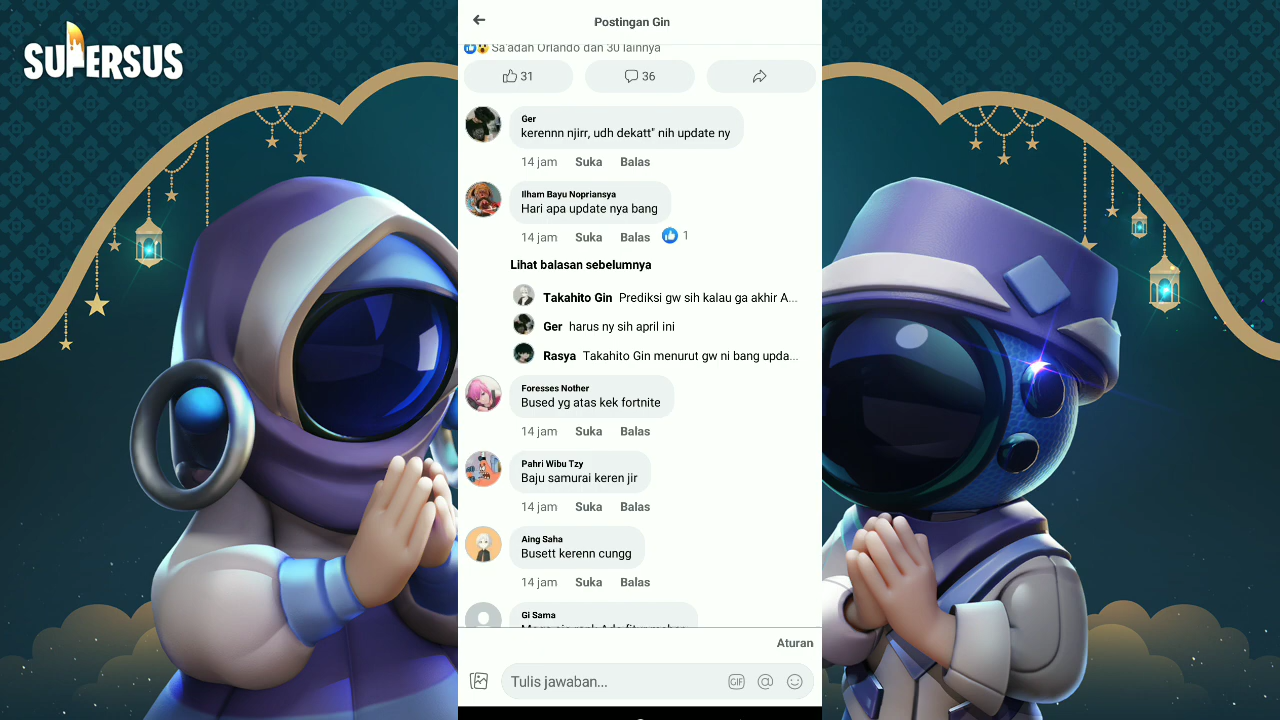 SUPERSUS
Postingan Gin
Sa'adah Orlando dan 30 lainnya
31
36
Ger
kerennn njirr, udh dekatt" nih update ny
14 jam Suka Balas
Ilham Bayu Nopriansya
Hari apa update nya bang
14 jam Suka Balas 1
Lihat balasan sebelumnya
Takahito Gin Prediksi gw sih kalau ga akhir A...
Ger harus ny sih april ini
Rasya Takahito Gin menurut gw ni bang upda...
Foresses Nother
Bused yg atas kek fortnite
14 jam Suka Balas
Pahri Wibu Tzy
Baju samurai keren jir
14 jam Suka Balas
Aing Saha
Busett kerenn cungg
14 jam Suka Balas
Gi Sama
Aturan
Tulis jawaban...
GIF